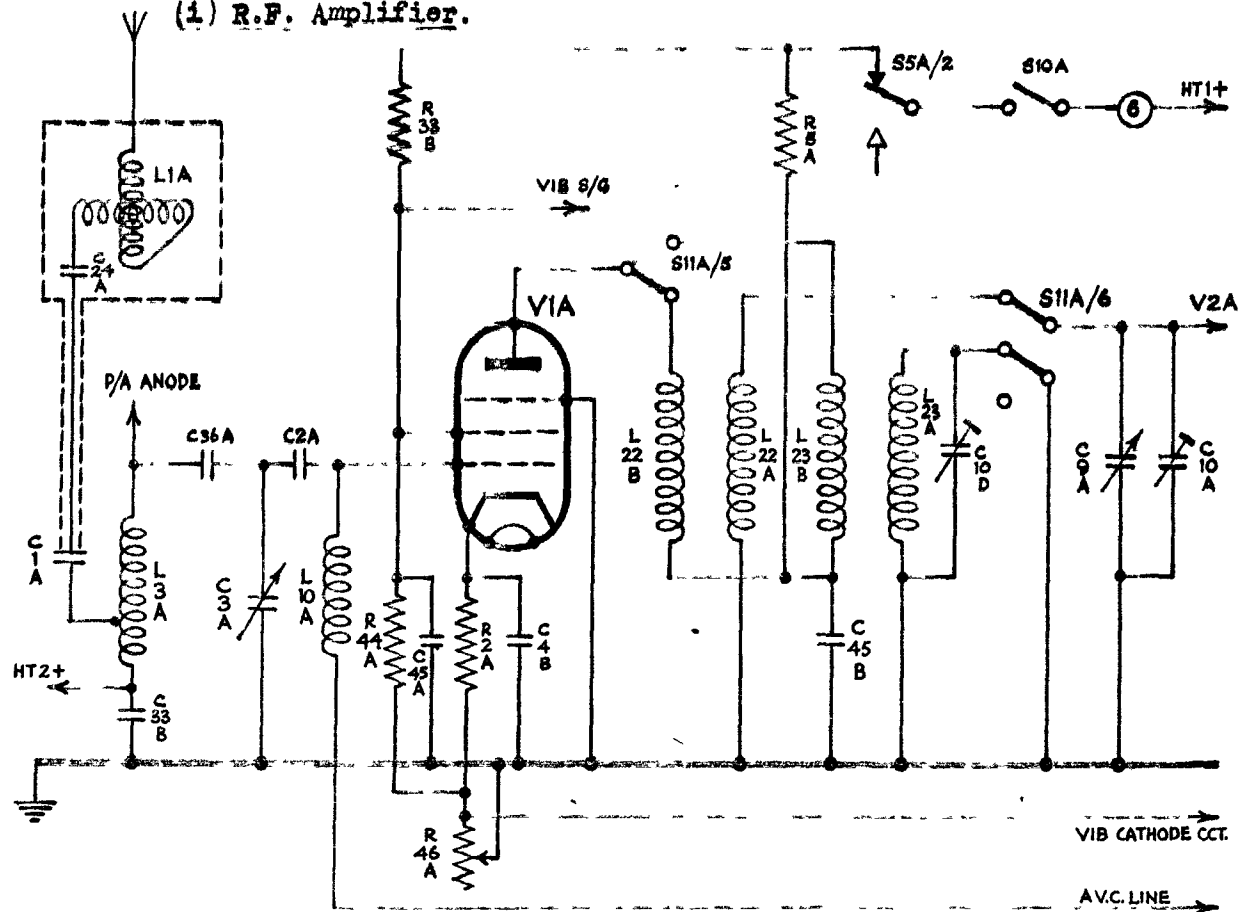 (i) R.F. Amplifier.
S5A/2
S10A
HT1+
6
R
33
B
R
5
A
L1A
V1B S/G
C
24
A
S11A/5
V1A
S11A/6
V2A
P/A ANODE
C36A
C2A
L
22
B
L
22
A
L
23
B
L
23
A
C
10
D
C
9
A
C
10
A
C
1
A
L
3
A
C
3
A
L
10
A
R
44
A
C
45
A
R
2
A
C
4
B
C
45
B
HT2+
C
33
B
R
46
A
V1B CATHODE CCT.
A.V.C. LINE